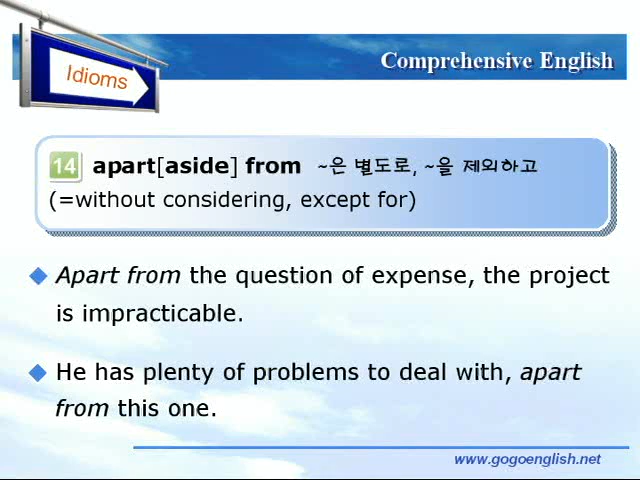 Idioms
Comprehensive English
14 apart[aside] from ~은 별도로, ~을 제외하고
(=without considering, except for)
Apart from the question of expense, the project
is impracticable.
He has plenty of problems to deal with, apart
from this one.
www.gogoenglish.net